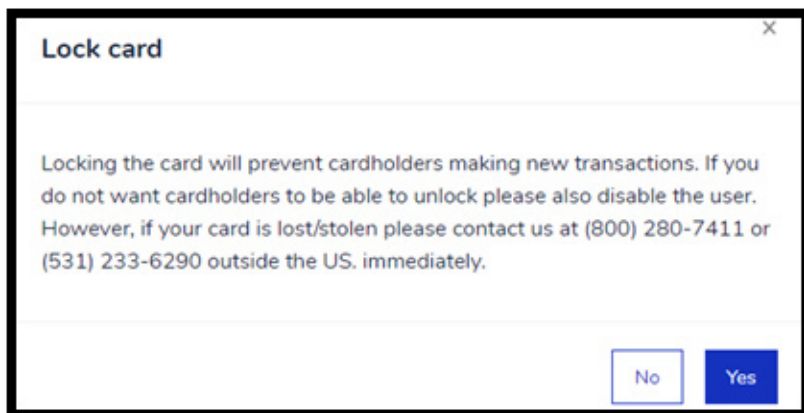 ×
Lock card
Locking the card will prevent cardholders making new transactions. If you
do not want cardholders to be able to unlock please also disable the user.
However, if your card is lost/stolen please contact us at (800) 280-7411 or
(531) 233-6290 outside the US. immediately.
No
Yes